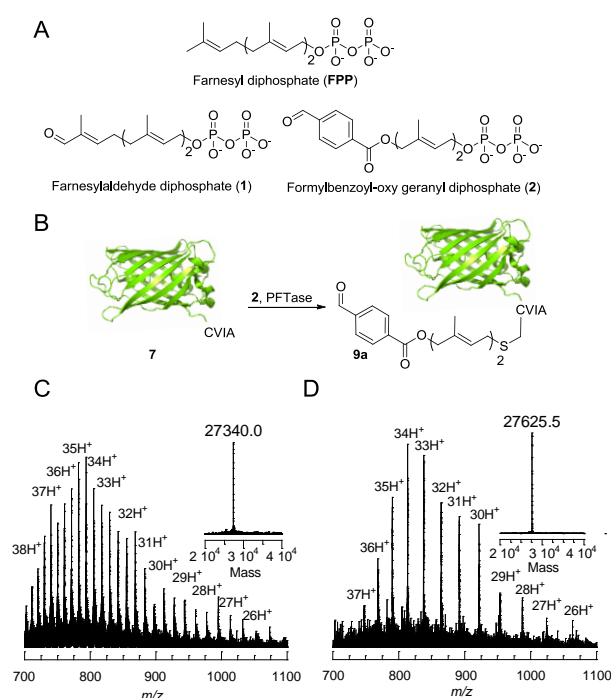 A
O O
O P O P O-
2 O- O-
Farnesyl diphosphate (FPP)
O
O O
O P O P O-
2 O- O-
Farnesylaldehyde diphosphate (1)
O
O
O
O O
O P O P O-
2 O- O-
Formylbenzoyl-oxy geranyl diphosphate (2)
B
CVIA
7
2, PFTase
O
O
O
2
S
CVIA
9a
C
27340.0
35H+
36H+
34H+
37H+
33H+
38H+
32H+
31H+
30H+
29H+
28H+
27H+
26H+
2 10⁴ 3 10⁴ 4 10⁴
Mass
700 800 900 1000 1100
m/z
D
27625.5
34H+
33H+
35H+
32H+
31H+
30H+
36H+
37H+
29H+
28H+
27H+
26H+
2 10⁴ 3 10⁴ 4 10⁴
Mass
700 800 900 1000 1100
m/z